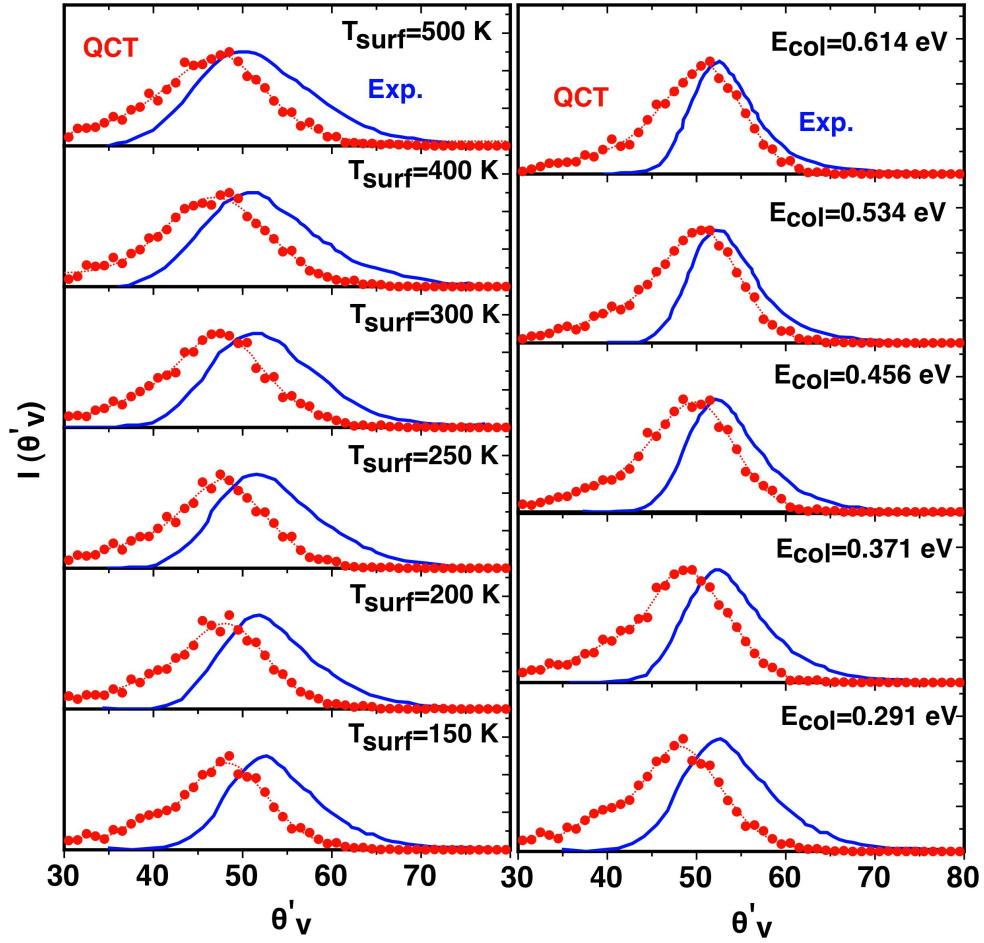 T_surf=500 K
QCT
Exp.
T_surf=400 K
T_surf=300 K
T_surf=250 K
T_surf=200 K
T_surf=150 K
I (θ'_v)
30 40 50 60 70
θ'_v
E_col=0.614 eV
QCT
Exp.
E_col=0.534 eV
E_col=0.456 eV
E_col=0.371 eV
E_col=0.291 eV
30 40 50 60 70 80
θ'_v